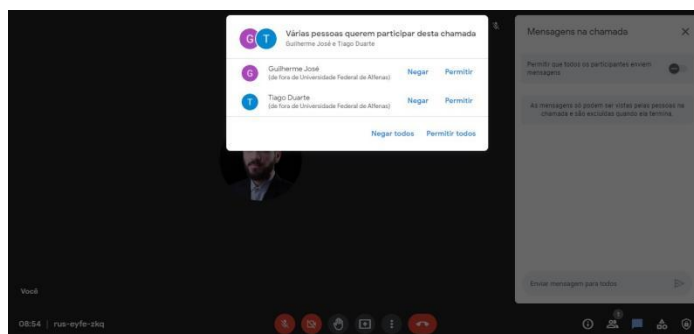 G T Várias pessoas querem participar desta chamada
Guilherme José e Tiago Duarte
G Guilherme José
(de fora de Universidade Federal de Alfenas)
Negar Permitir
T Tiago Duarte
(de fora de Universidade Federal de Alfenas)
Negar Permitir
Negar todos Permitir todos
Mensagens na chamada
Permitir que todos os participantes enviem
mensagens
As mensagens só podem ser vistas pelas pessoas na
chamada e são excluídas quando ela termina.
Enviar mensagem para todos
Você
08:54 | rus-eyfe-zkq
1